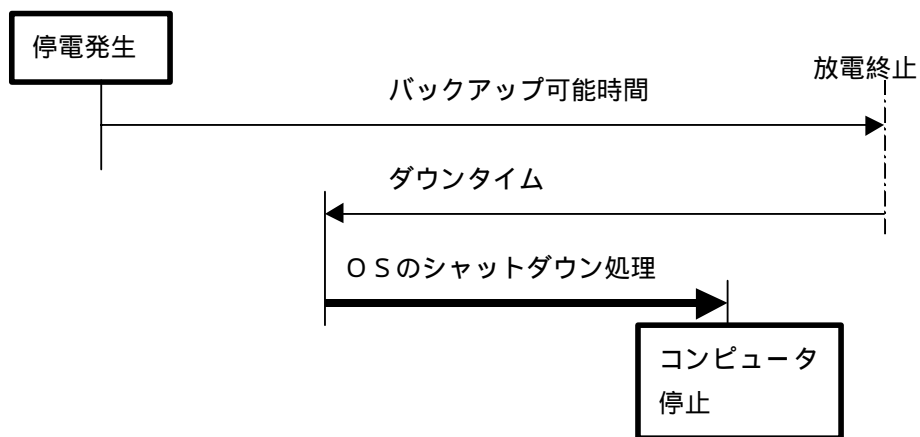 停電発生
放電終止
バックアップ可能時間
ダウンタイム
ＯＳのシャットダウン処理
コンピュータ
停止